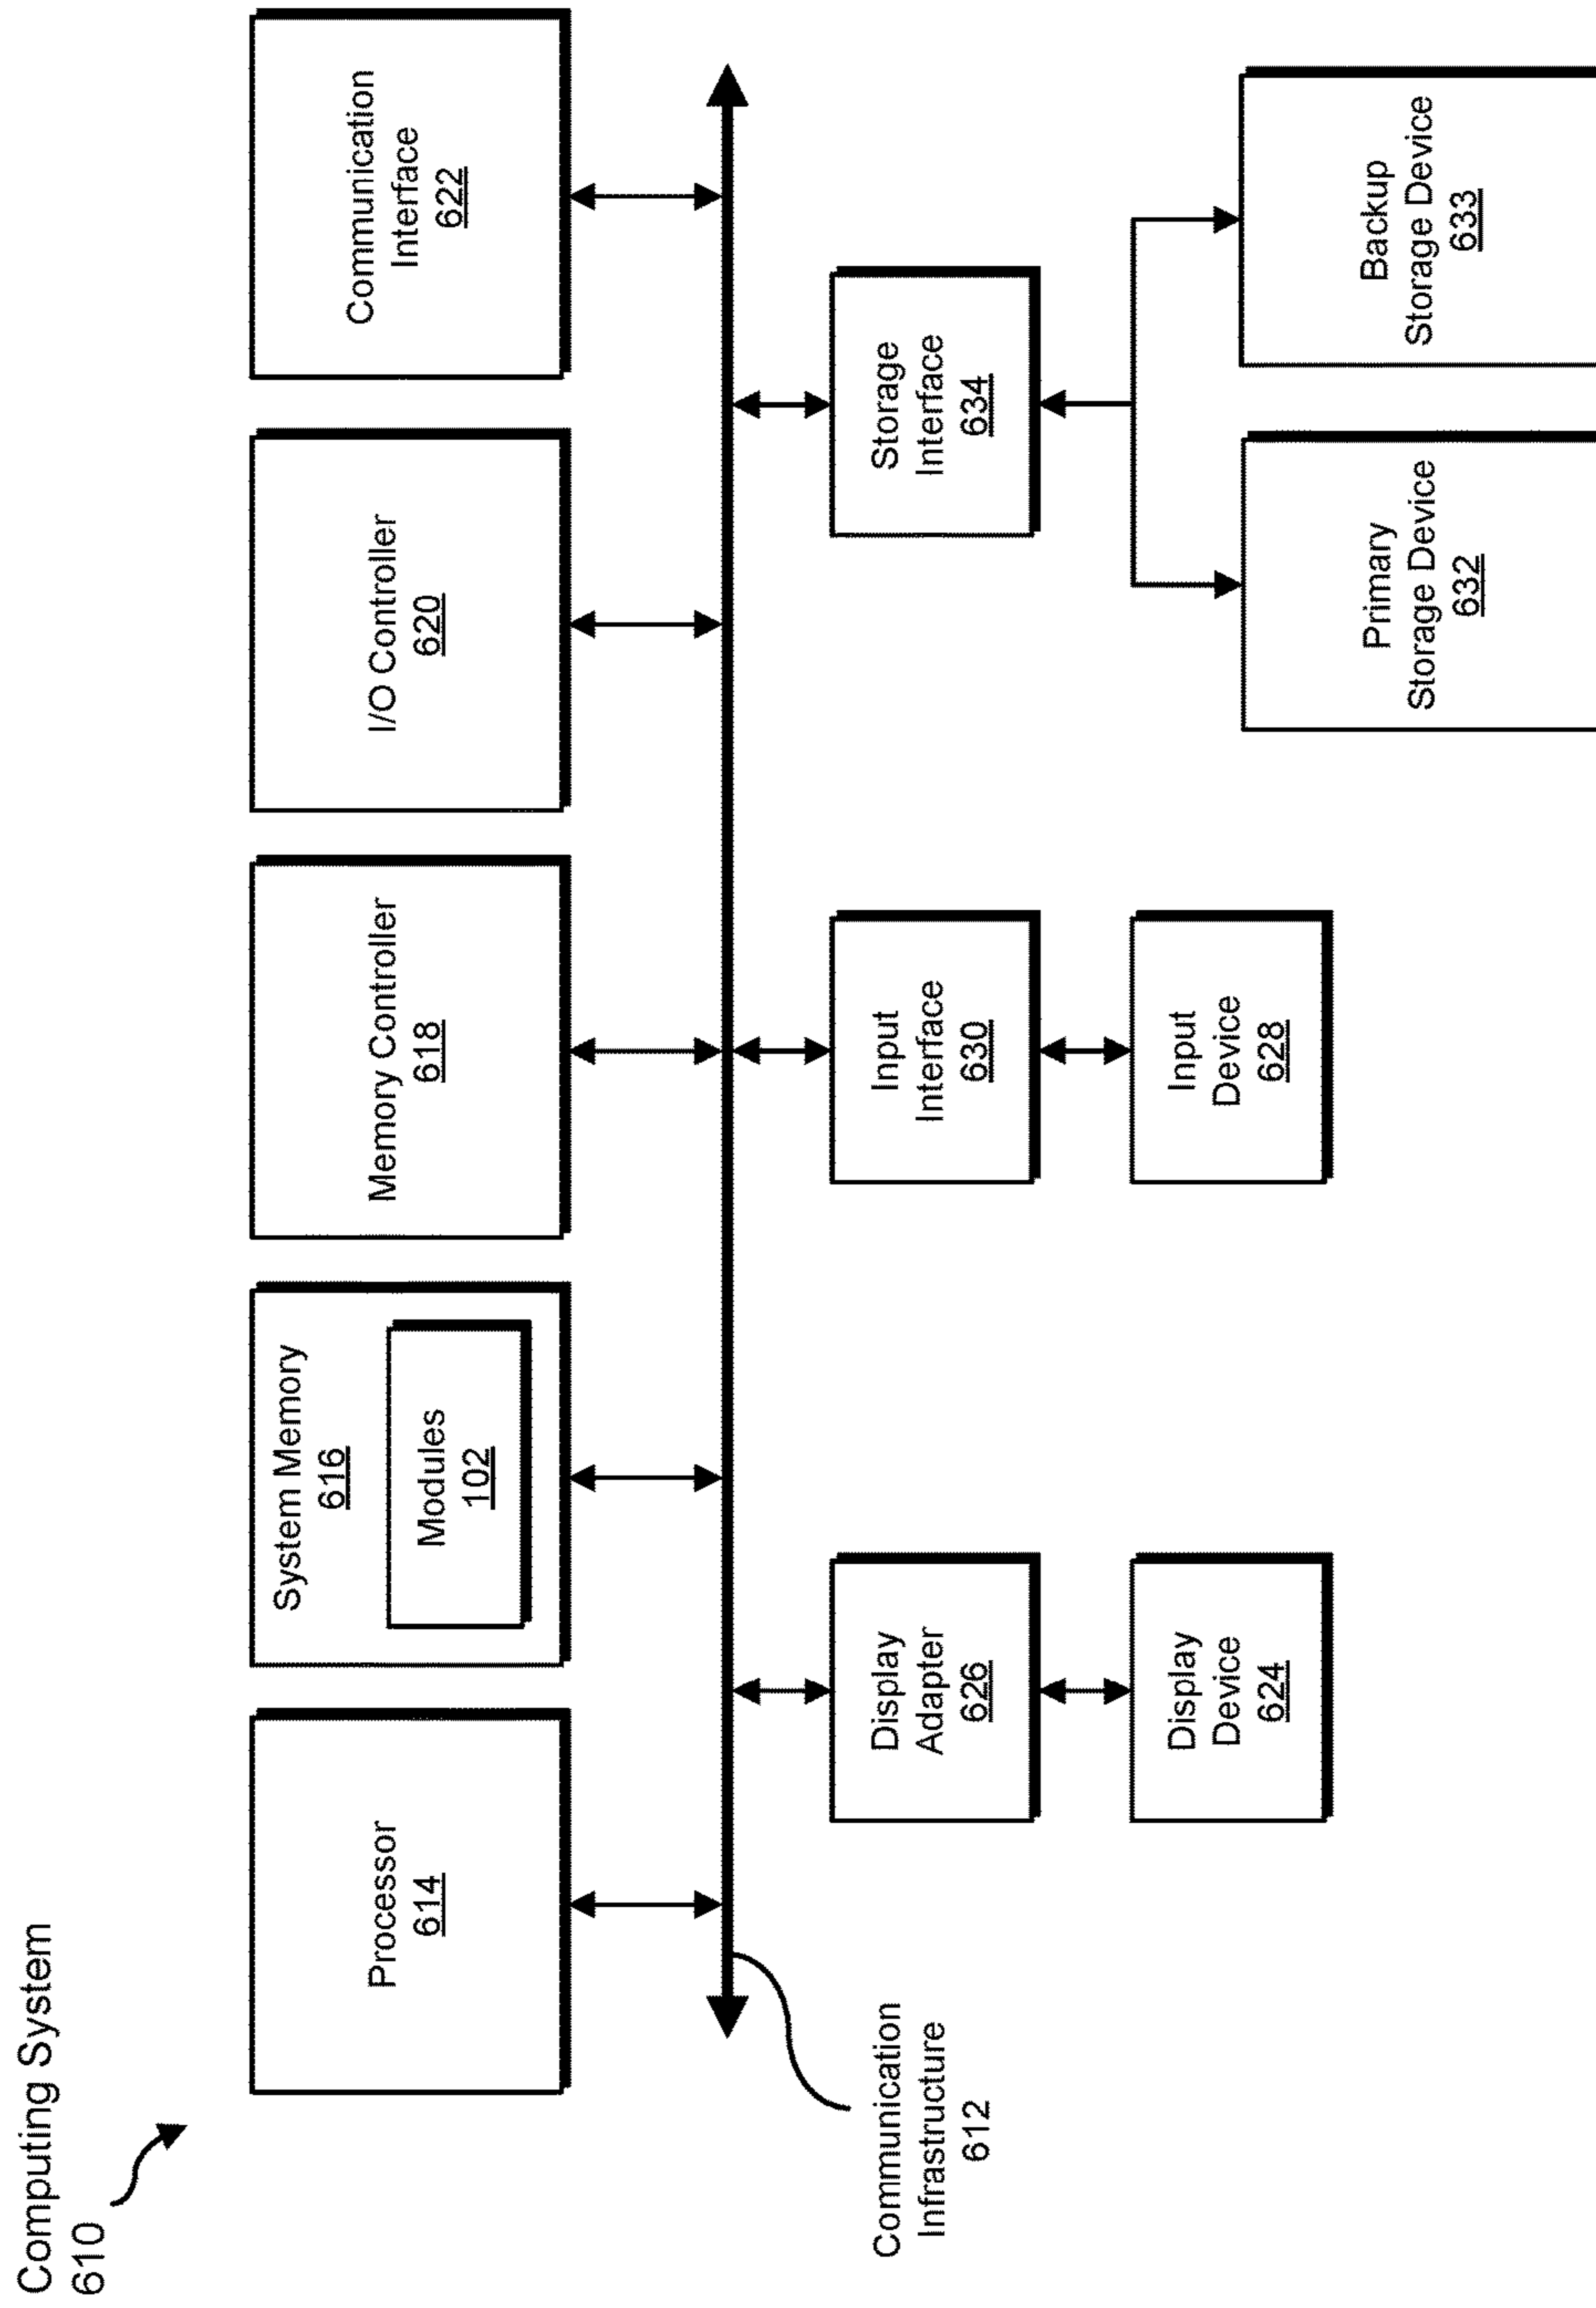 Computing System
610
Processor
614
System Memory
616
Modules
102
Memory Controller
618
I/O Controller
620
Communication
Interface
622
Communication
Infrastructure
612
Display
Adapter
626
Input
Interface
630
Storage
Interface
634
Display
Device
624
Input
Device
628
Primary
Storage Device
632
Backup
Storage Device
633